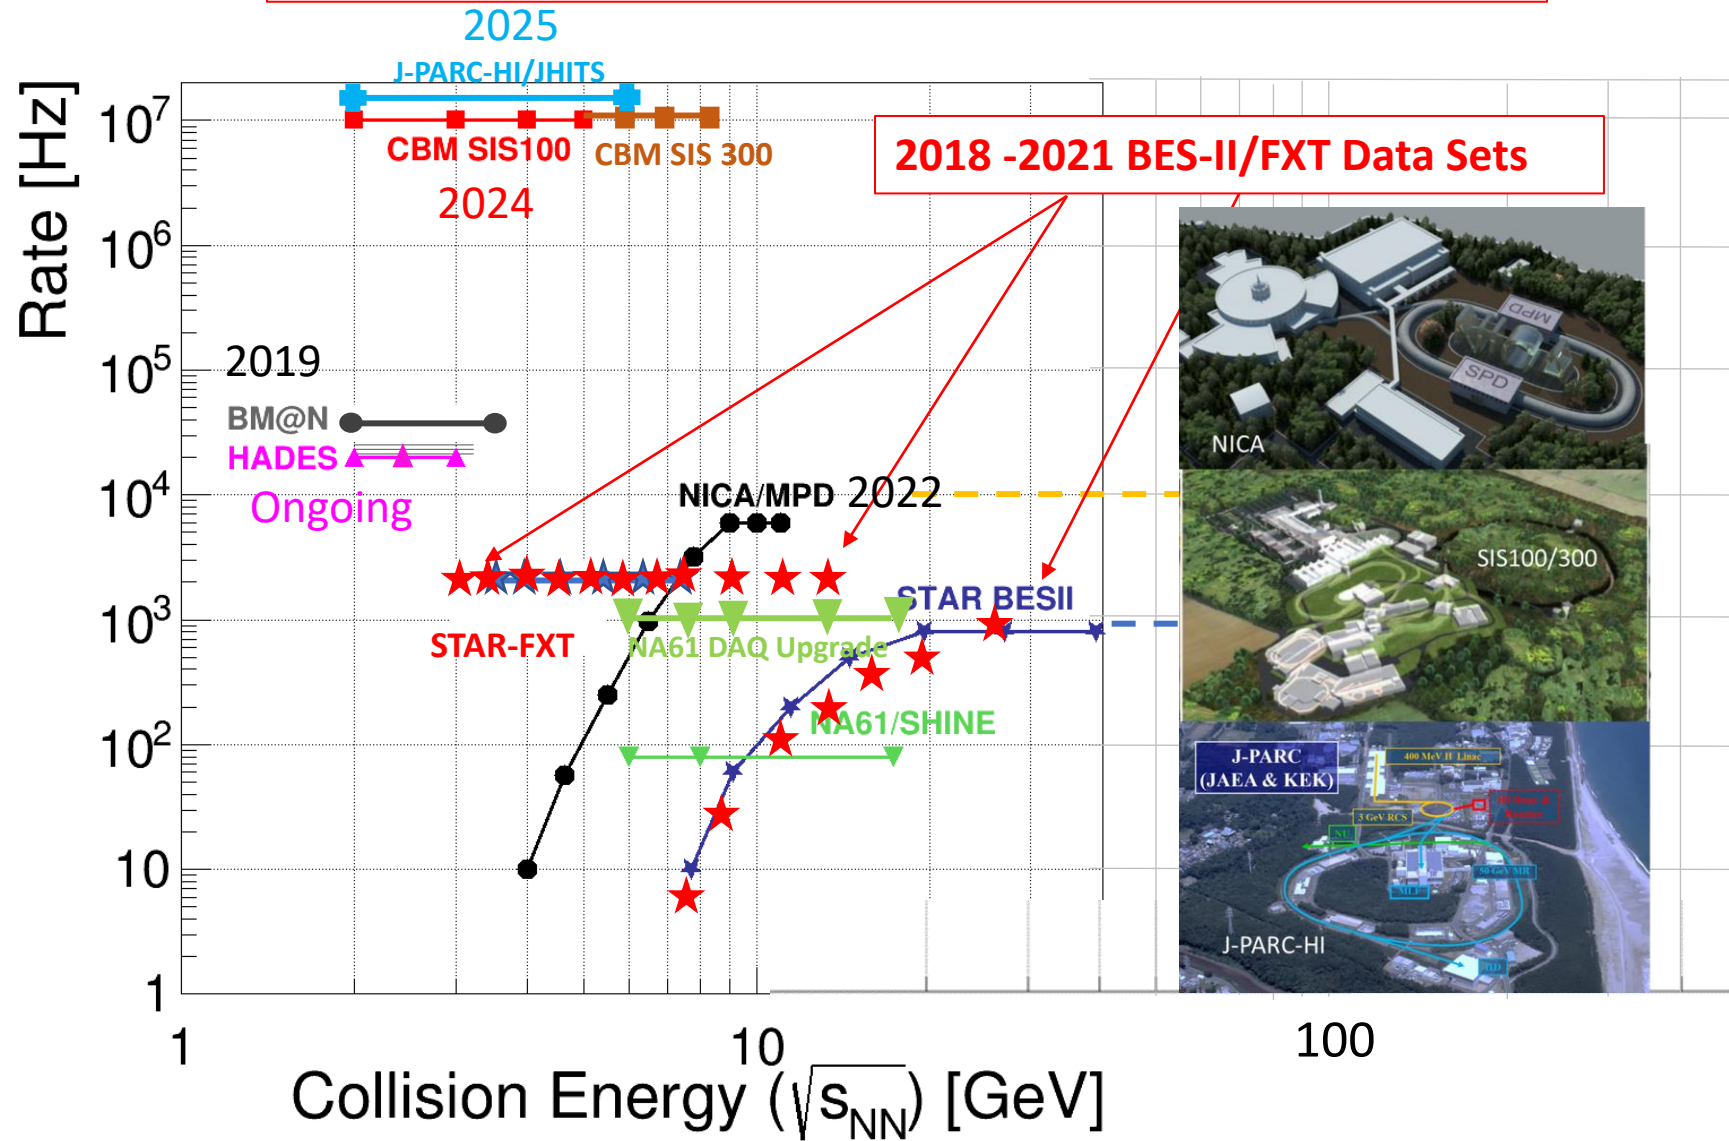 2025
J-PARC-HI/JHITS
10⁷
CBM SIS100
CBM SIS 300
2024
2018 -2021 BES-II/FXT Data Sets
Rate [Hz]
10⁶
10⁵
2019
BM@N
HADES
Ongoing
10⁴
NICA/MPD 2022
STAR BESII
10³
STAR-FXT
NA61 DAQ Upgrade
NA61/SHINE
10²
10
1
1
10
100
Collision Energy (√sNN) [GeV]
MPD
SPD
NICA
SIS100/300
J-PARC
(JAEA & KEK)
400 MeV H⁻ Linac
3 GeV RCS
NU
50 GeV MR
MLF
HD
J-PARC-HI